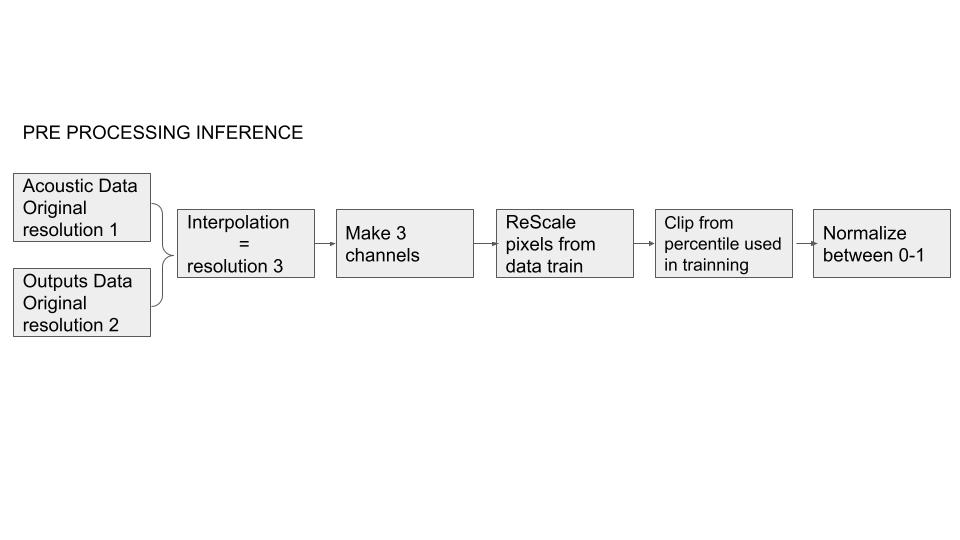 PRE PROCESSING INFERENCE
Acoustic Data
Original
resolution 1
Outputs Data
Original
resolution 2
Interpolation
=
resolution 3
Make 3
channels
ReScale
pixels from
data train
Clip from
percentile used
in trainning
Normalize
between 0-1